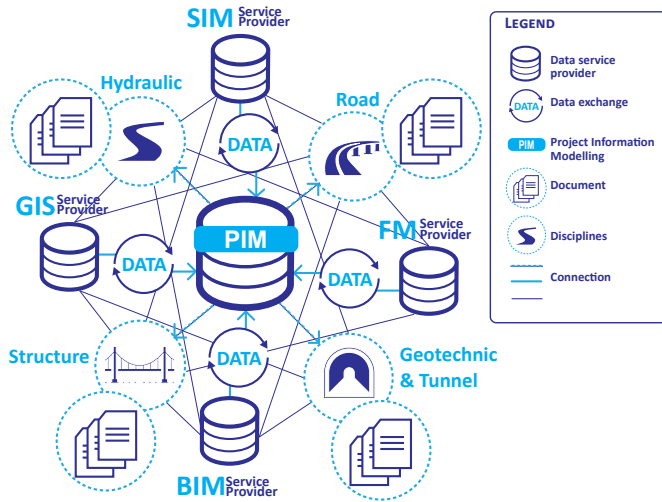 SIM Service
Provider
Hydraulic
Road
DATA
GIS Service
Provider
FM Service
Provider
PIM
DATA
DATA
DATA
Structure
Geotechnic
& Tunnel
BIM Service
Provider
LEGEND
Data service
provider
DATA
Data exchange
PIM
Project Information
Modelling
Document
Disciplines
Connection